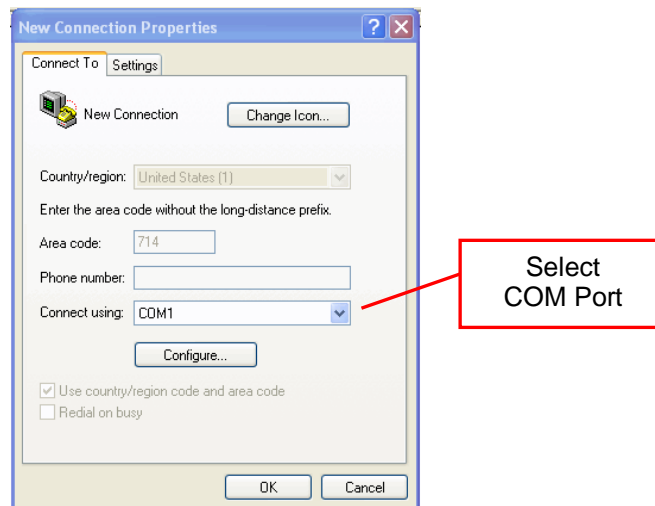 New Connection Properties
Connect To Settings
New Connection Change Icon...
Country/region: United States (1)
Enter the area code without the long-distance prefix.
Area code: 714
Phone number:
Connect using: COM1
Configure...
Use country/region code and area code
Redial on busy
OK Cancel
Select
COM Port